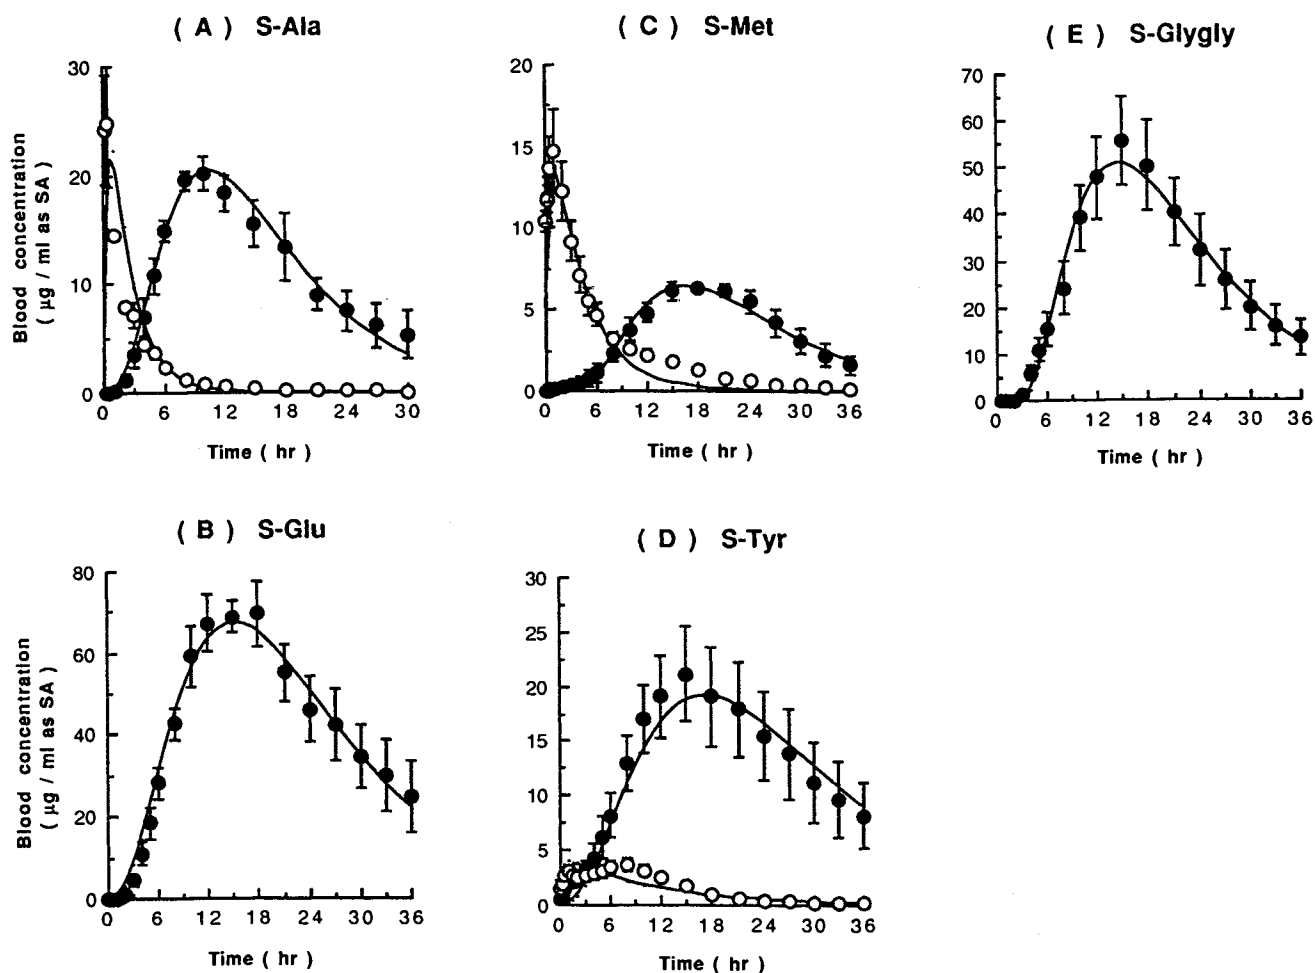 ( A ) S-Ala
Blood concentration
( μg / ml as SA )
30
20
10
0
0 6 12 18 24 30
Time ( hr )
( C ) S-Met
20
15
10
5
0
0 6 12 18 24 30 36
Time ( hr )
( E ) S-Glygly
70
60
50
40
30
20
10
0
0 6 12 18 24 30 36
Time ( hr )
( B ) S-Glu
Blood concentration
( μg / ml as SA )
80
60
40
20
0
0 6 12 18 24 30 36
Time ( hr )
( D ) S-Tyr
30
25
20
15
10
5
0
0 6 12 18 24 30 36
Time ( hr )